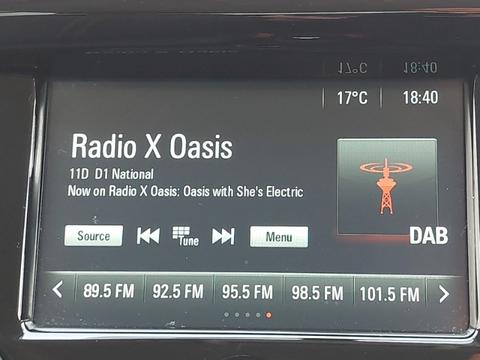 17°C 18:40
17°C 18:40
Radio X Oasis
11D D1 National
Now on Radio X Oasis: Oasis with She's Electric
Source Tune Menu
DAB
89.5 FM 92.5 FM 95.5 FM 98.5 FM 101.5 FM